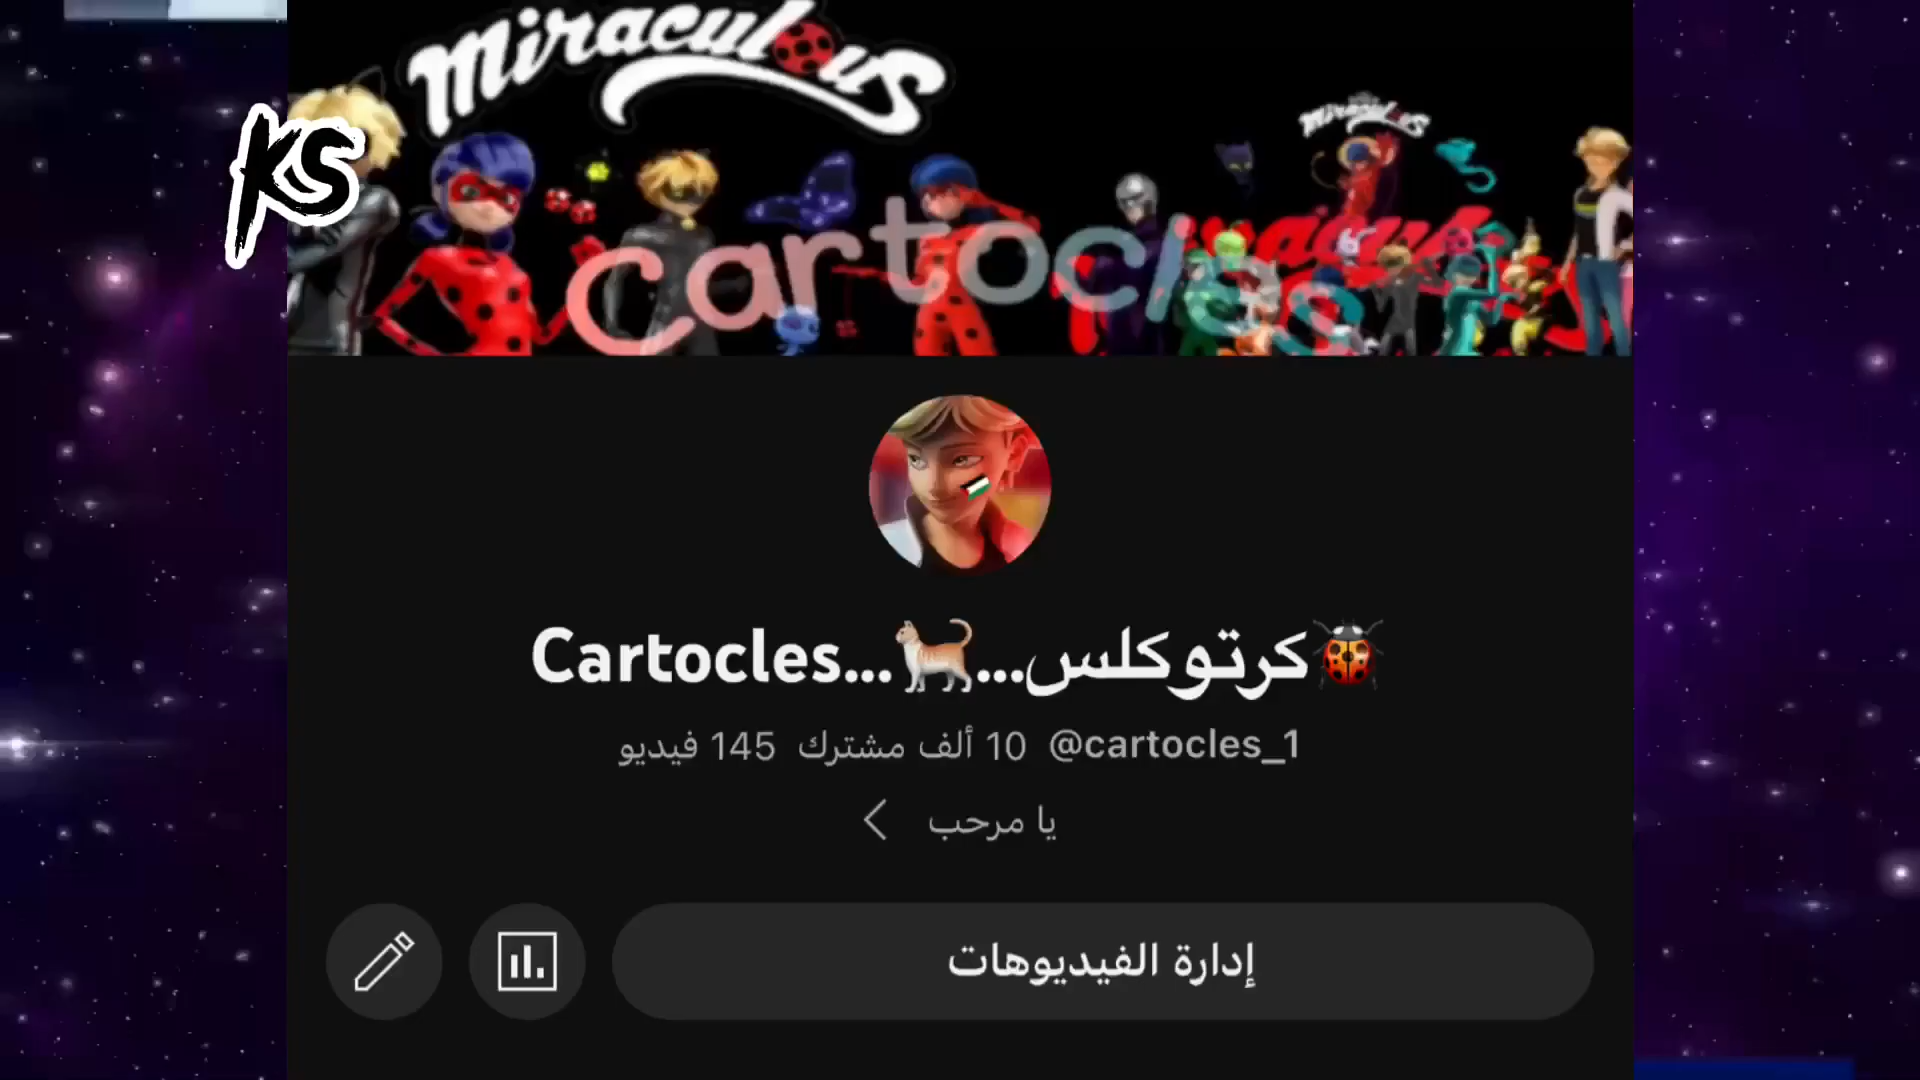 Miraculous
KS
Miraculous
Cartocles
Cartocles...🐈...كرتوكلس🐞
@cartocles_1 10 ألف مشترك 145 فيديو
يا مرحب
إدارة الفيديوهات